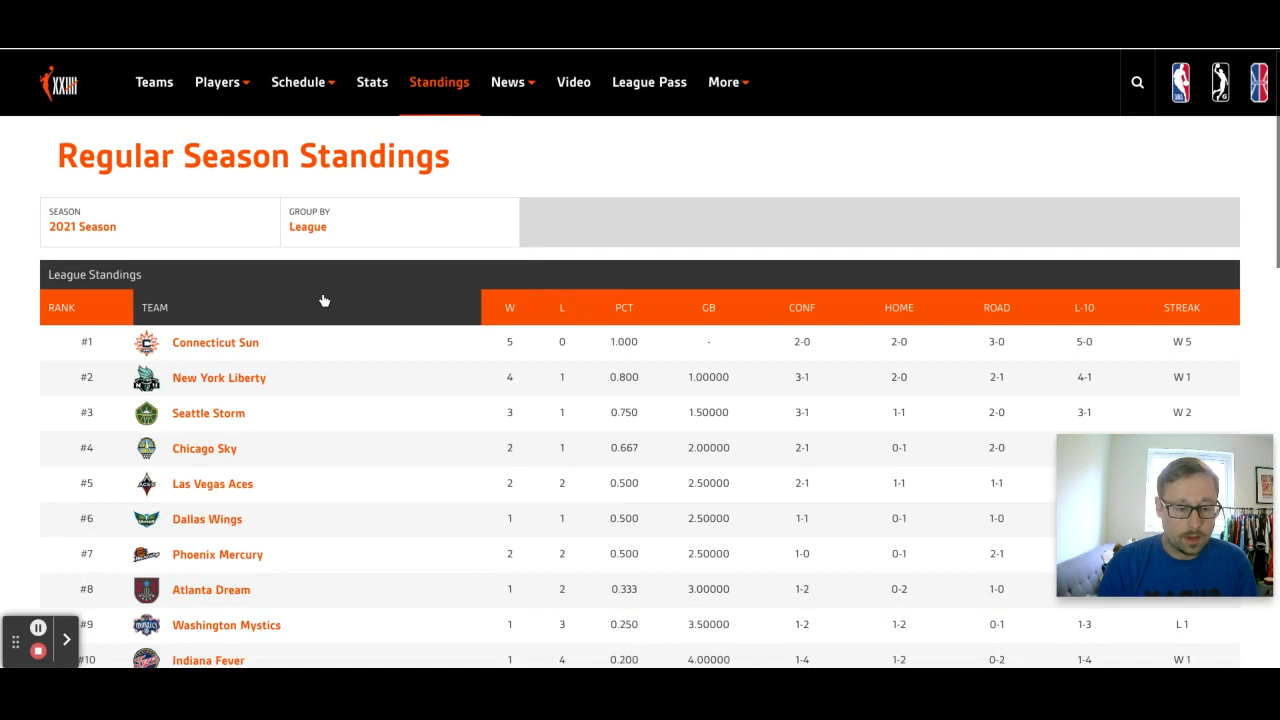 XXIIII Teams Players Schedule Stats Standings News Video League Pass More
Regular Season Standings
SEASON GROUP BY
2021 Season League
League Standings
RANK TEAM W L PCT GB CONF HOME ROAD L-10 STREAK
#1 Connecticut Sun 5 0 1.000 - 2-0 2-0 3-0 5-0 W 5
#2 New York Liberty 4 1 0.800 1.00000 3-1 2-0 2-1 4-1 W 1
#3 Seattle Storm 3 1 0.750 1.50000 3-1 1-1 2-0 3-1 W 2
#4 Chicago Sky 2 1 0.667 2.00000 2-1 0-1 2-0
#5 Las Vegas Aces 2 2 0.500 2.50000 2-1 1-1 1-1
#6 Dallas Wings 1 1 0.500 2.50000 1-1 0-1 1-0
#7 Phoenix Mercury 2 2 0.500 2.50000 1-0 0-1 2-1
#8 Atlanta Dream 1 2 0.333 3.00000 1-2 0-2 1-0
#9 Washington Mystics 1 3 0.250 3.50000 1-2 1-2 0-1 1-3 L 1
#10 Indiana Fever 1 4 0.200 4.00000 1-4 1-2 0-2 1-4 W 1